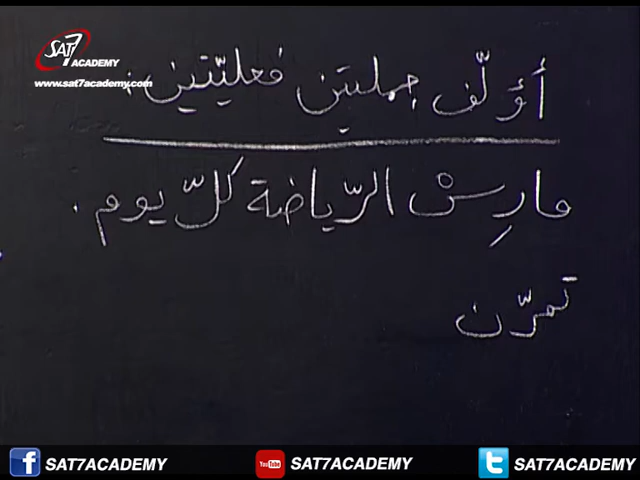 SAT7 ACADEMY
www.sat7academy.com
أؤلّف جملتين فعليّتين :
مارِسْ الرّياضة كلّ يوم .
تمرّن
SAT7ACADEMY SAT7ACADEMY SAT7ACADEMY